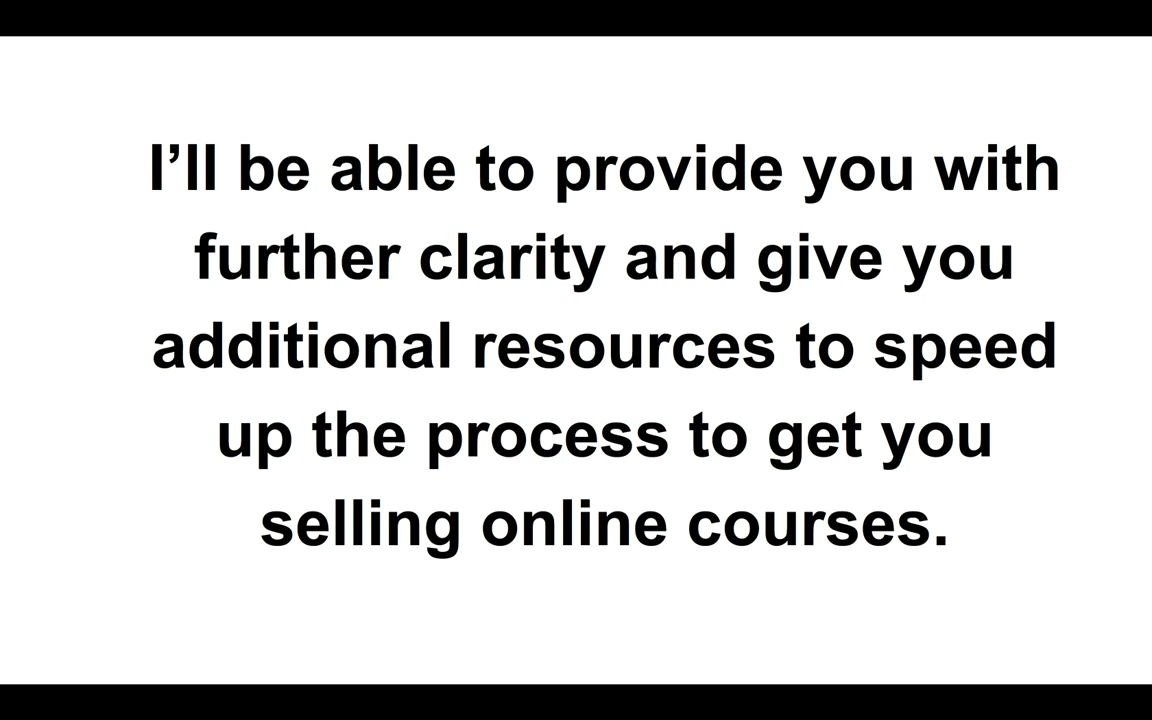 I’ll be able to provide you with
further clarity and give you
additional resources to speed
up the process to get you
selling online courses.